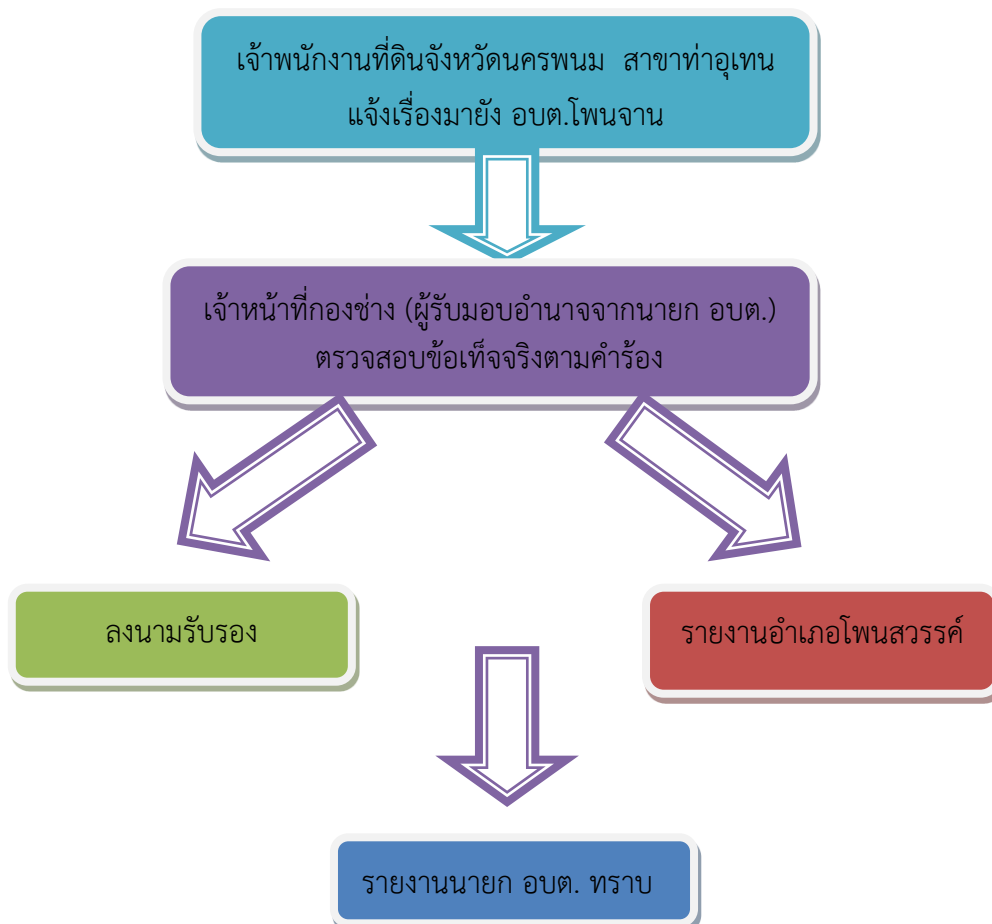 เจ้าพนักงานที่ดินจังหวัดนครพนม  สาขาท่าอุเทน
แจ้งเรื่องมายัง อบต.โพนจาน
เจ้าหน้าที่กองช่าง (ผู้รับมอบอำนาจจากนายก อบต.)
ตรวจสอบข้อเท็จจริงตามคำร้อง
ลงนามรับรอง
รายงานอำเภอโพนสวรรค์
รายงานนายก อบต. ทราบ